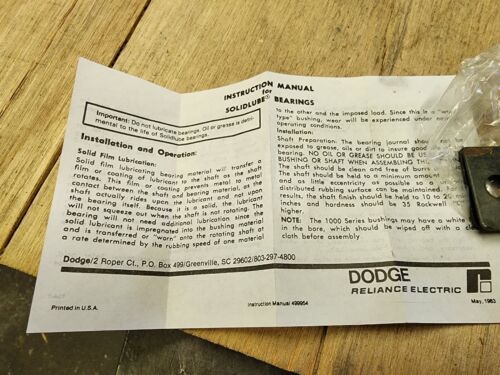 INSTRUCTION MANUAL
for
SOLIDLUBE® BEARINGS
Important: Do not lubricate bearings. Oil or grease is detri-
mental to the life of Solidlube bearings.
Installation and Operation:
Solid Film Lubrication:
Solid film lubricating bearing material will transfer a
film or coating of lubricant to the shaft as the shaft
rotates. This film or coating prevents metal to metal
contact between the shaft and bearing material, as the
shaft actually rides upon the lubricant and not upon
the bearing itself. Because it is a solid, the lubricant
will not squeeze out when the shaft is not rotating. The
bearing will not need additional lubrication, since the
solid lubricant is impregnated into the bushing material
and is transferred or "worn" onto the rotating shaft at
a rate determined by the rubbing speed of one material
to the other and the imposed load. Since this is a
type" bushing, wear will be experienced under
operating conditions.
Installation:
Shaft Preparation: The bearing journal
exposed to grease, oils or dirt to insure good
bearing. NO OIL OR GREASE SHOULD BE US
BUSHING OR SHAFT WHEN ASSEMBLING
The shaft should be clean and free of burrs
The shaft should be held to a minimum amount
and as little eccentricity as possible so a
distributed rubbing surface can be maintained. For
tures, the shaft finish should be held to 10 to 20
inches and shaft hardness should be 35 Rockwell "C
higher.
NOTE: The 1000 Series bushings may have a white
in the bore, which should be wiped off with a
cloth before assembly
Dodge/2 Roper Ct., P.O. Box 499/Greenville, SC 29602/803-297-4800
DODGE
RELIANCE ELECTRIC
Printed in U.S.A.
Instruction Manual 499954
May, 1983